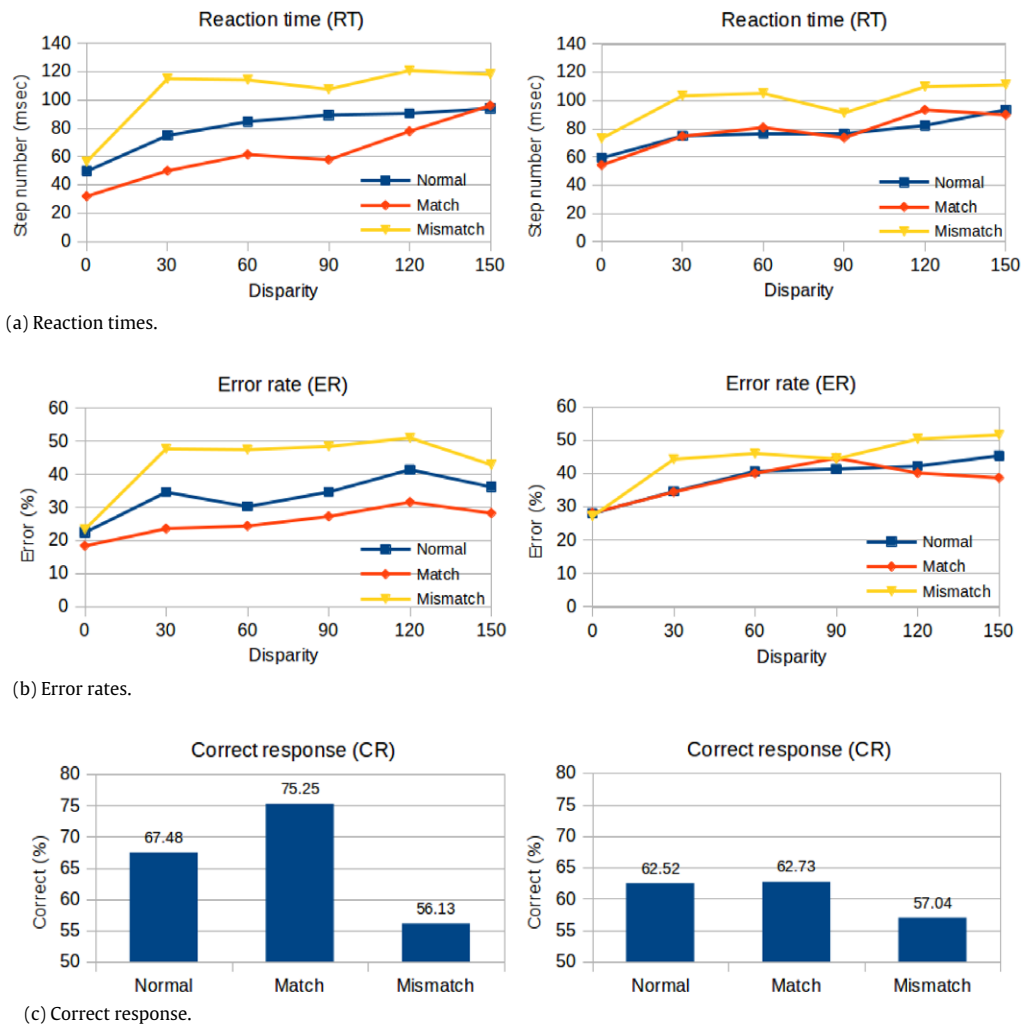 Reaction time (RT)
Step number (msec)
140
120
100
80
60
40
20
0
Normal
Match
Mismatch
0 30 60 90 120 150
Disparity
Reaction time (RT)
Step number (msec)
140
120
100
80
60
40
20
0
Normal
Match
Mismatch
0 30 60 90 120 150
Disparity
(a) Reaction times.
Error rate (ER)
Error (%)
60
50
40
30
20
10
0
Normal
Match
Mismatch
0 30 60 90 120 150
Disparity
Error rate (ER)
Error (%)
60
50
40
30
20
10
0
Normal
Match
Mismatch
0 30 60 90 120 150
Disparity
(b) Error rates.
Correct response (CR)
Correct (%)
80
75
70
65
60
55
50
67.48
75.25
56.13
Normal Match Mismatch
Correct response (CR)
Correct (%)
80
75
70
65
60
55
50
62.52
62.73
57.04
Normal Match Mismatch
(c) Correct response.